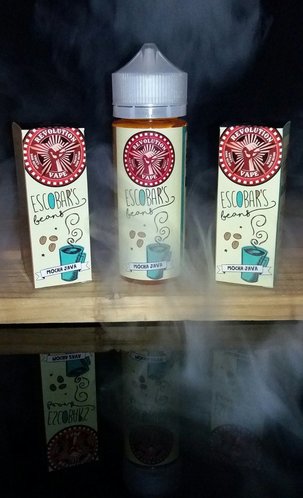 REVOLUTION
VAPE
ESCOBAR'S
beans
MOCHA JAVA
REVOLUTION
VAPE
ESCOBAR'S
beans
MOCHA JAVA
REVOLUTION
VAPE
ESCOBAR'S
beans
MOCHA JAVA